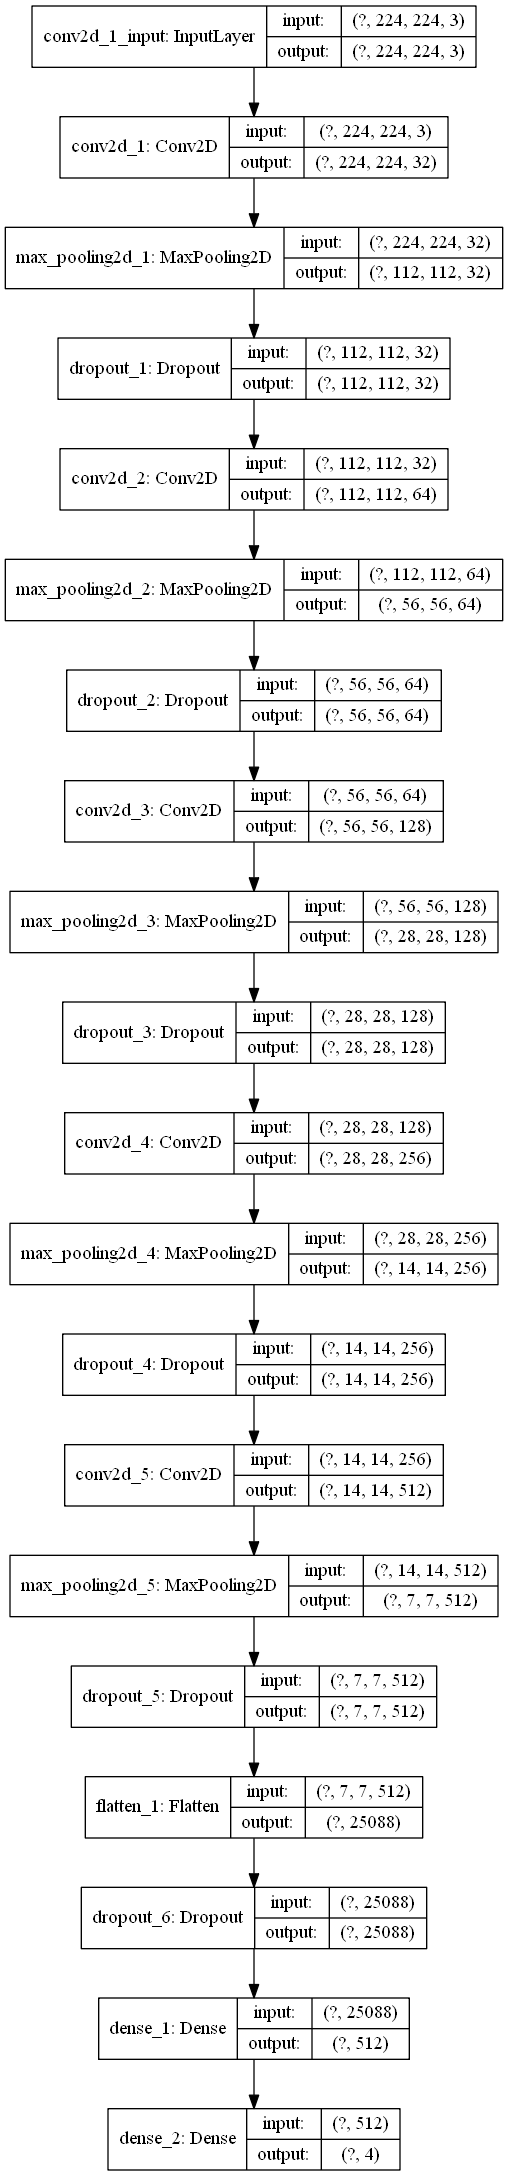 conv2d_1_input: InputLayer
input:
(?, 224, 224, 3)
output:
(?, 224, 224, 3)
conv2d_1: Conv2D
input:
(?, 224, 224, 3)
output:
(?, 224, 224, 32)
max_pooling2d_1: MaxPooling2D
input:
(?, 224, 224, 32)
output:
(?, 112, 112, 32)
dropout_1: Dropout
input:
(?, 112, 112, 32)
output:
(?, 112, 112, 32)
conv2d_2: Conv2D
input:
(?, 112, 112, 32)
output:
(?, 112, 112, 64)
max_pooling2d_2: MaxPooling2D
input:
(?, 112, 112, 64)
output:
(?, 56, 56, 64)
dropout_2: Dropout
input:
(?, 56, 56, 64)
output:
(?, 56, 56, 64)
conv2d_3: Conv2D
input:
(?, 56, 56, 64)
output:
(?, 56, 56, 128)
max_pooling2d_3: MaxPooling2D
input:
(?, 56, 56, 128)
output:
(?, 28, 28, 128)
dropout_3: Dropout
input:
(?, 28, 28, 128)
output:
(?, 28, 28, 128)
conv2d_4: Conv2D
input:
(?, 28, 28, 128)
output:
(?, 28, 28, 256)
max_pooling2d_4: MaxPooling2D
input:
(?, 28, 28, 256)
output:
(?, 14, 14, 256)
dropout_4: Dropout
input:
(?, 14, 14, 256)
output:
(?, 14, 14, 256)
conv2d_5: Conv2D
input:
(?, 14, 14, 256)
output:
(?, 14, 14, 512)
max_pooling2d_5: MaxPooling2D
input:
(?, 14, 14, 512)
output:
(?, 7, 7, 512)
dropout_5: Dropout
input:
(?, 7, 7, 512)
output:
(?, 7, 7, 512)
flatten_1: Flatten
input:
(?, 7, 7, 512)
output:
(?, 25088)
dropout_6: Dropout
input:
(?, 25088)
output:
(?, 25088)
dense_1: Dense
input:
(?, 25088)
output:
(?, 512)
dense_2: Dense
input:
(?, 512)
output:
(?, 4)